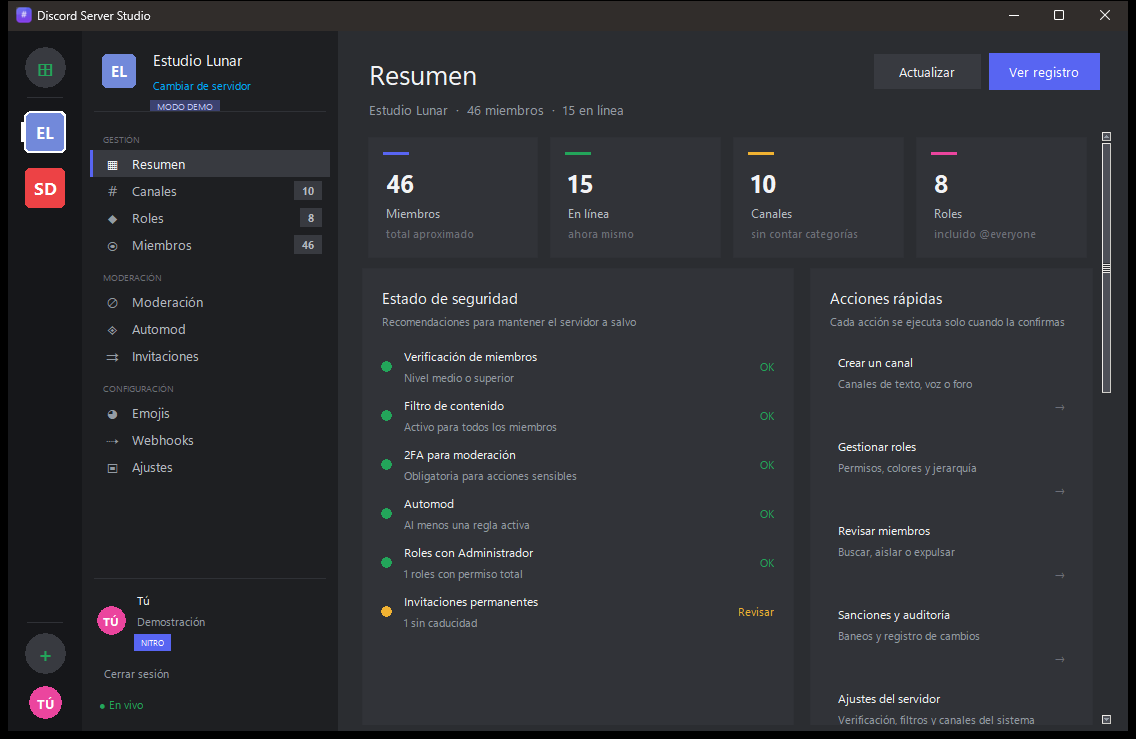 # Discord Server Studio
EL
Estudio Lunar
Cambiar de servidor
MODO DEMO
EL
SD
GESTIÓN
Resumen
# Canales 10
Roles 8
Miembros 46
MODERACIÓN
Moderación
Automod
Invitaciones
CONFIGURACIÓN
Emojis
Webhooks
Ajustes
TÚ
Tú
Demostración
NITRO
Cerrar sesión
En vivo
+
TÚ
Resumen
Estudio Lunar · 46 miembros · 15 en línea
Actualizar
Ver registro
46
Miembros
total aproximado
15
En línea
ahora mismo
10
Canales
sin contar categorías
8
Roles
incluido @everyone
Estado de seguridad
Recomendaciones para mantener el servidor a salvo
Verificación de miembros
Nivel medio o superior
OK
Filtro de contenido
Activo para todos los miembros
OK
2FA para moderación
Obligatoria para acciones sensibles
OK
Automod
Al menos una regla activa
OK
Roles con Administrador
1 roles con permiso total
OK
Invitaciones permanentes
1 sin caducidad
Revisar
Acciones rápidas
Cada acción se ejecuta solo cuando la confirmas
Crear un canal
Canales de texto, voz o foro
→
Gestionar roles
Permisos, colores y jerarquía
→
Revisar miembros
Buscar, aislar o expulsar
→
Sanciones y auditoría
Baneos y registro de cambios
→
Ajustes del servidor
Verificación, filtros y canales del sistema